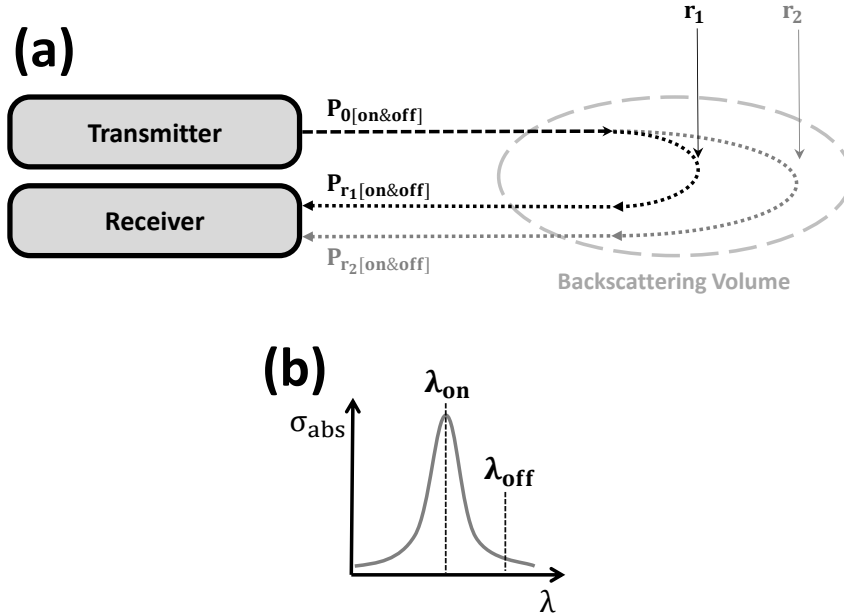 (a)
r1
r2
Transmitter
P0[on&off]
Receiver
Pr1[on&off]
Pr2[on&off]
Backscattering Volume
(b)
λon
σabs
λoff
λ